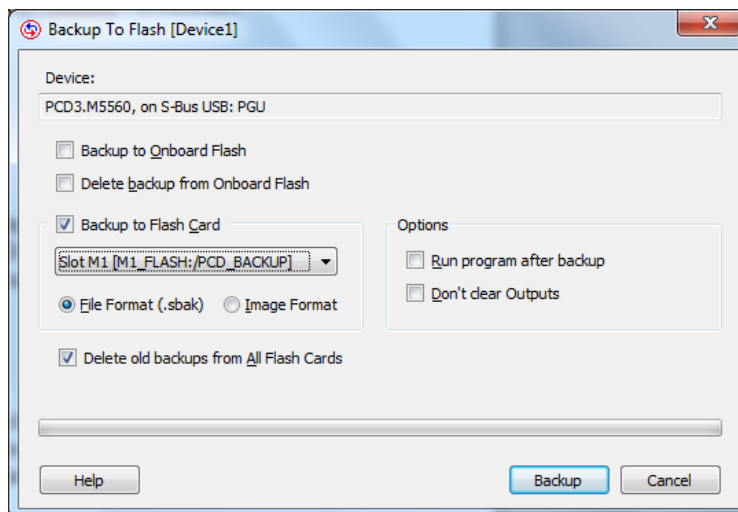 Backup To Flash [Device1]
Device:
PCD3.M5560, on S-Bus USB: PGU
Backup to Onboard Flash
Delete backup from Onboard Flash
Backup to Flash Card
Slot M1 [M1_FLASH:/PCD_BACKUP]
File Format (.sbak) Image Format
Options
Run program after backup
Don't clear Outputs
Delete old backups from All Flash Cards
Help Backup Cancel